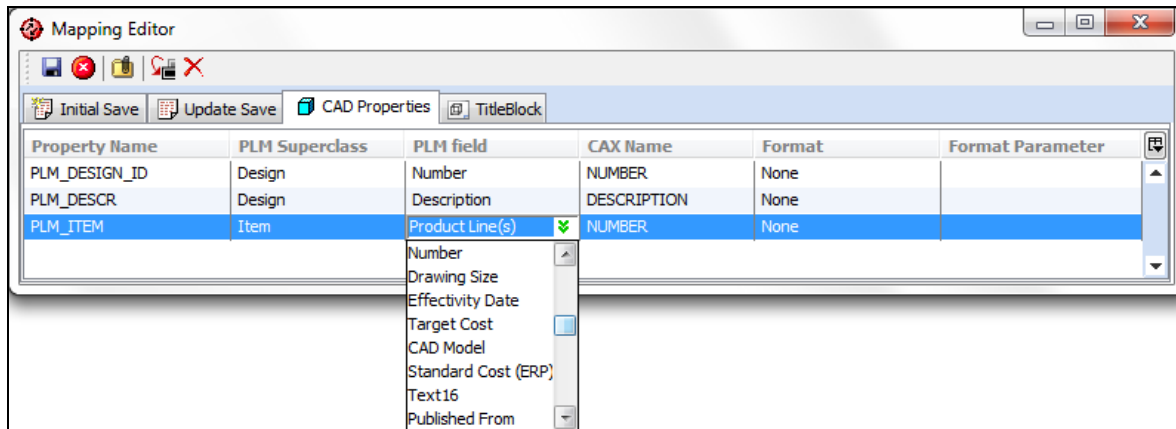 Mapping Editor
Initial Save Update Save CAD Properties TitleBlock
Property Name PLM Superclass PLM field CAX Name Format Format Parameter
PLM_DESIGN_ID Design Number NUMBER None
PLM_DESCR Design Description DESCRIPTION None
PLM_ITEM Item Product Line(s) NUMBER None
Number
Drawing Size
Effectivity Date
Target Cost
CAD Model
Standard Cost (ERP)
Text16
Published From